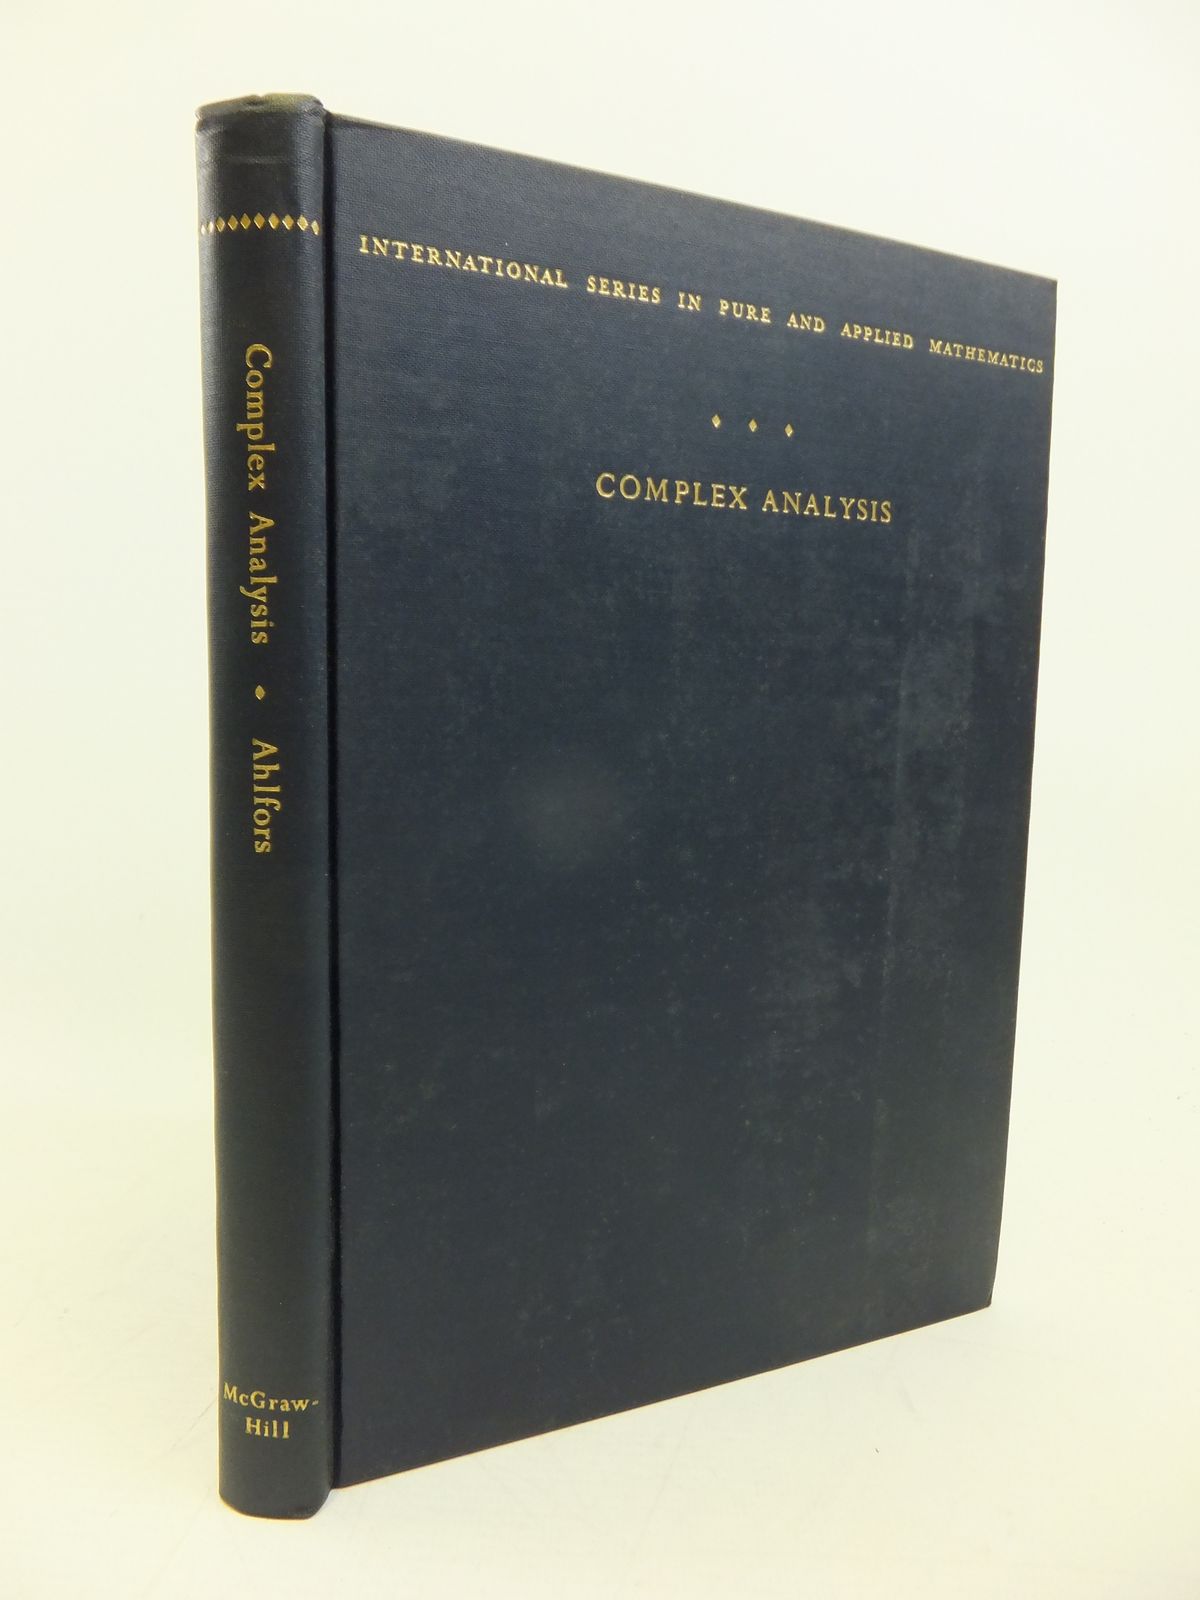 INTERNATIONAL SERIES IN PURE AND APPLIED MATHEMATICS
COMPLEX ANALYSIS
Complex Analysis • Ahlfors
McGraw-
Hill